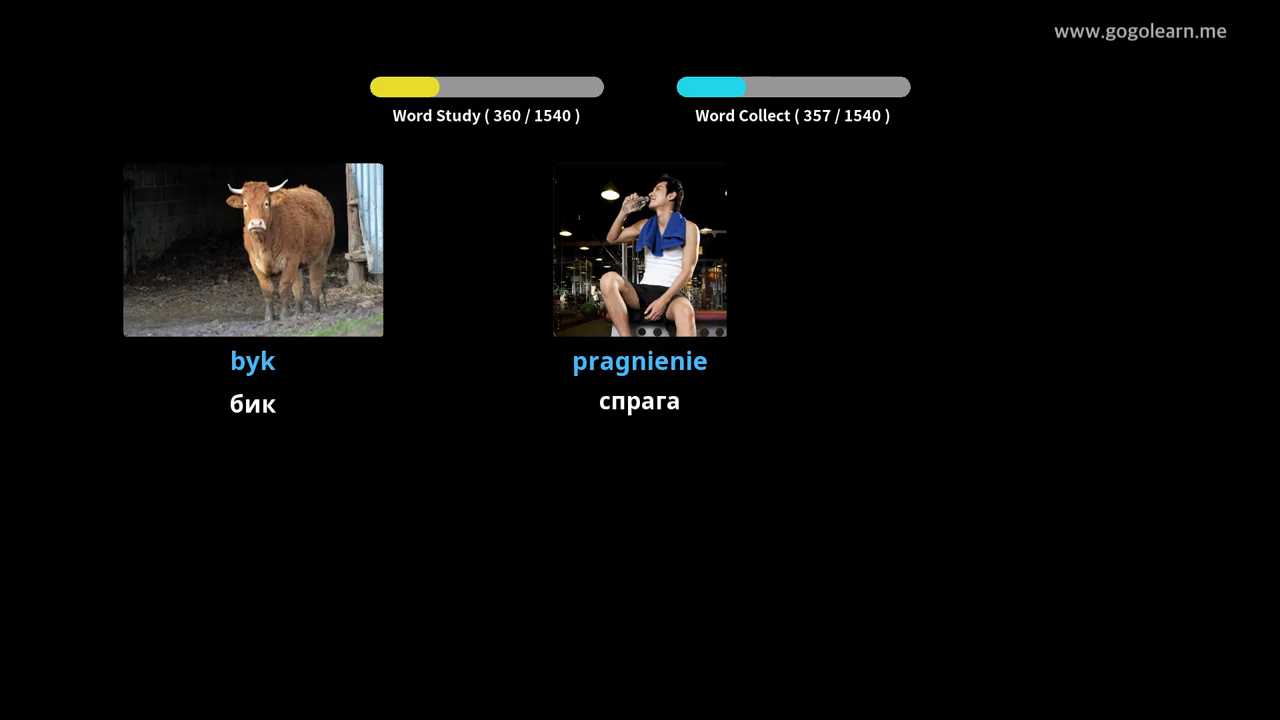 www.gogolearn.me
Word Study ( 360 / 1540 )
Word Collect ( 357 / 1540 )
byk
pragnienie
бик
спрага